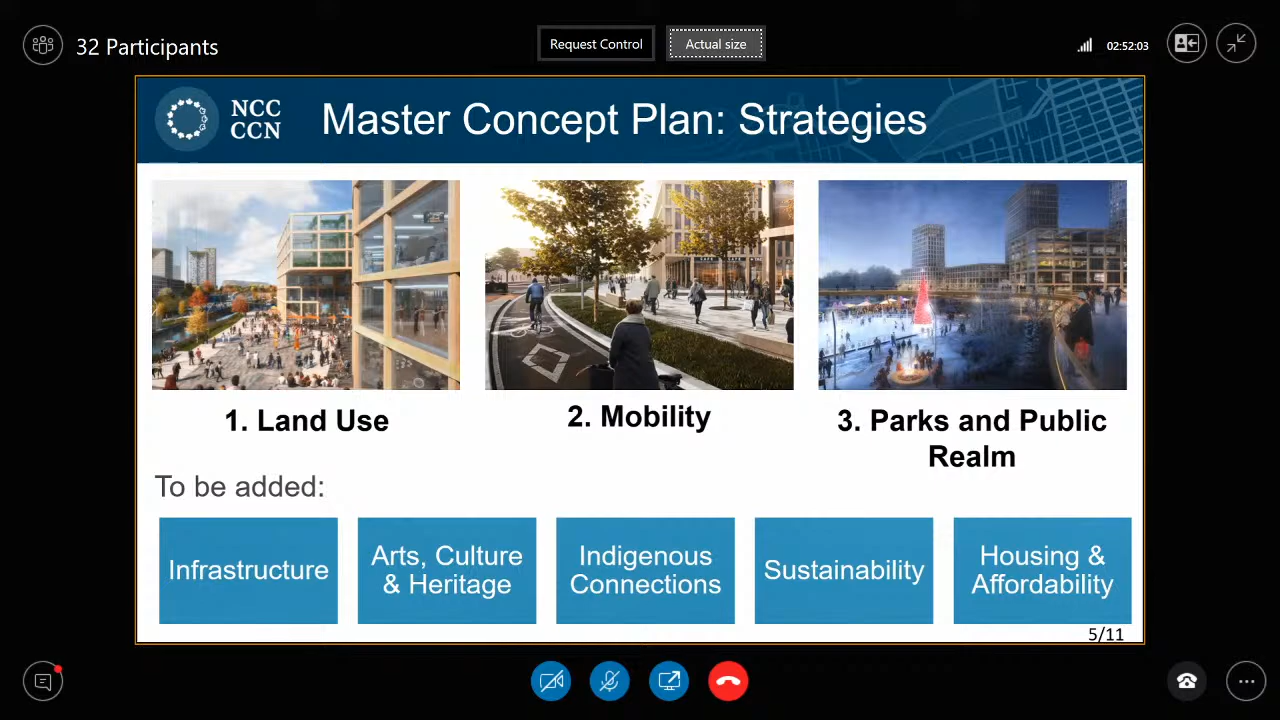 32 Participants
Request Control
Actual size
02:52:03
NCC
CCN
Master Concept Plan: Strategies
1. Land Use
2. Mobility
3. Parks and Public
Realm
To be added:
Infrastructure
Arts, Culture
& Heritage
Indigenous
Connections
Sustainability
Housing &
Affordability
5/11